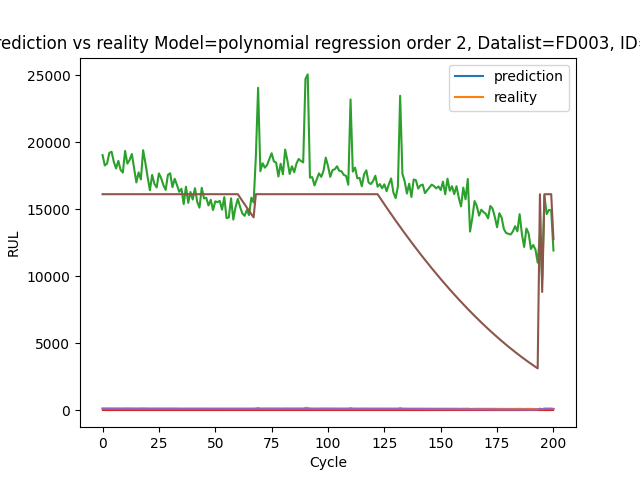 rediction vs reality Model=polynomial regression order 2, Datalist=FD003, ID=
prediction
reality
RUL
25000
20000
15000
10000
5000
0
0 25 50 75 100 125 150 175 200
Cycle